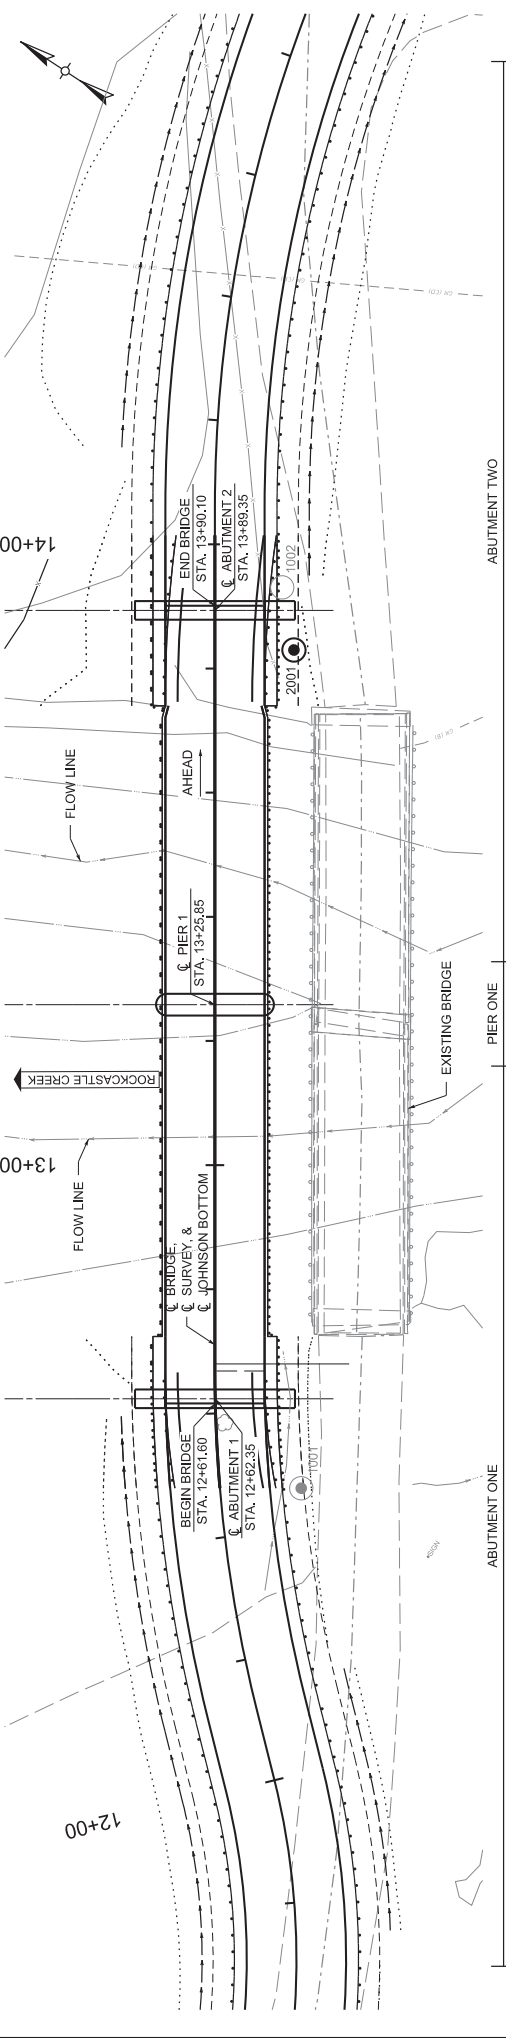 14+00
END BRIDGE
STA. 13+90.10
℄ ABUTMENT 2
STA. 13+89.35
1002
2001
ABUTMENT TWO
FLOW LINE
AHEAD
℄ PIER 1
STA. 13+25.85
PIER ONE
EXISTING BRIDGE
ROCKCASTLE CREEK
13+00
FLOW LINE
℄ BRIDGE,
℄ SURVEY, &
℄ JOHNSON BOTTOM
BEGIN BRIDGE
STA. 12+61.60
℄ ABUTMENT 1
STA. 12+62.35
1001
SIGN
ABUTMENT ONE
12+00